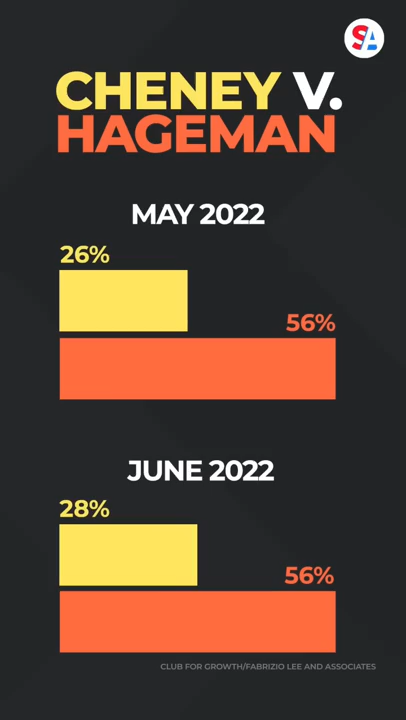 SA
CHENEY V.
HAGEMAN
MAY 2022
26%
56%
JUNE 2022
28%
56%
CLUB FOR GROWTH/FABRIZIO LEE AND ASSOCIATES